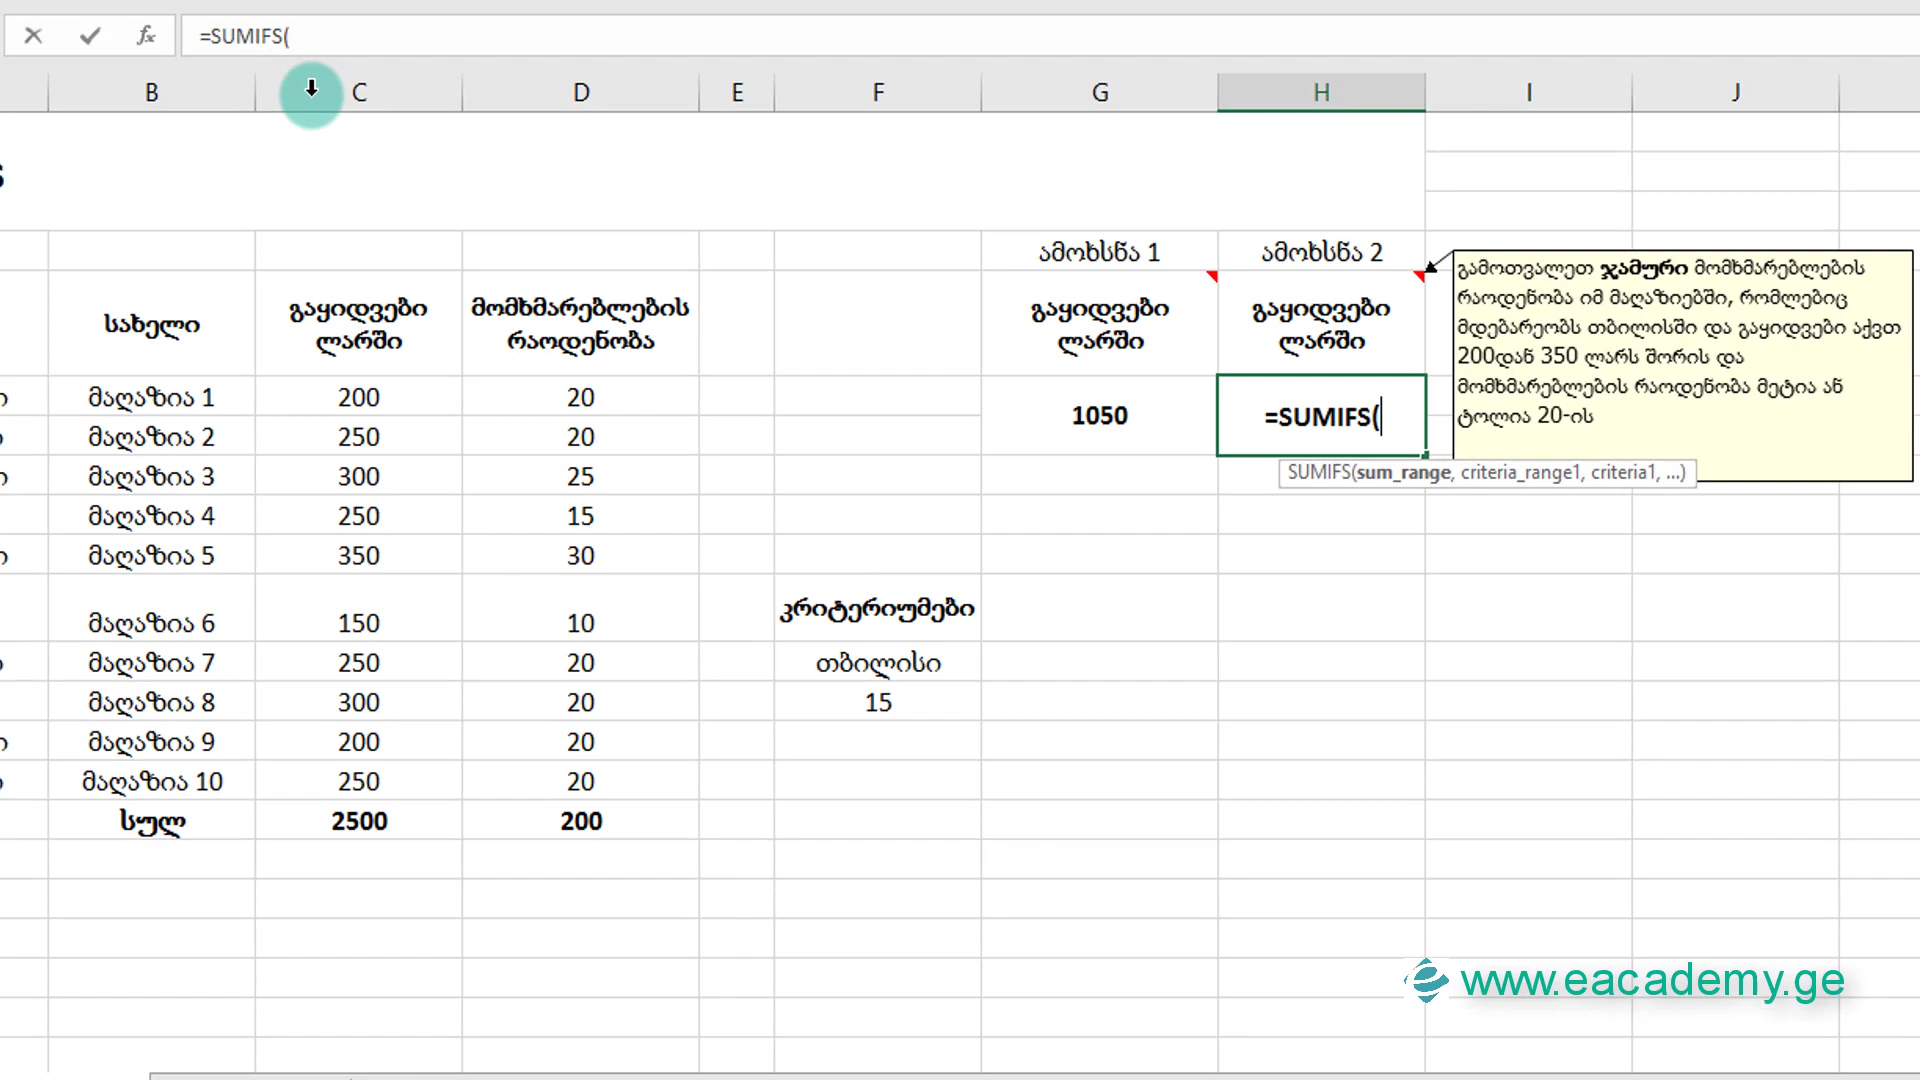 =SUMIFS(
B C D E F G H I J
ამოხსნა 1 ამოხსნა 2
სახელი გაყიდვები ლარში მომხმარებლების რაოდენობა გაყიდვები ლარში გაყიდვები ლარში
გამოთვალეთ ჯამური მომხმარებლების
რაოდენობა იმ მაღაზიებში, რომლებიც
მდებარეობს თბილისში და გაყიდვები აქვთ
200დან 350 ლარს შორის და
მომხმარებლების რაოდენობა მეტია ან
ტოლია 20-ის
მაღაზია 1 200 20
1050 =SUMIFS(
მაღაზია 2 250 20
SUMIFS(sum_range, criteria_range1, criteria1, ...)
მაღაზია 3 300 25
მაღაზია 4 250 15
მაღაზია 5 350 30
კრიტერიუმები
მაღაზია 6 150 10
მაღაზია 7 250 20 თბილისი
მაღაზია 8 300 20 15
მაღაზია 9 200 20
მაღაზია 10 250 20
სულ 2500 200
www.eacademy.ge